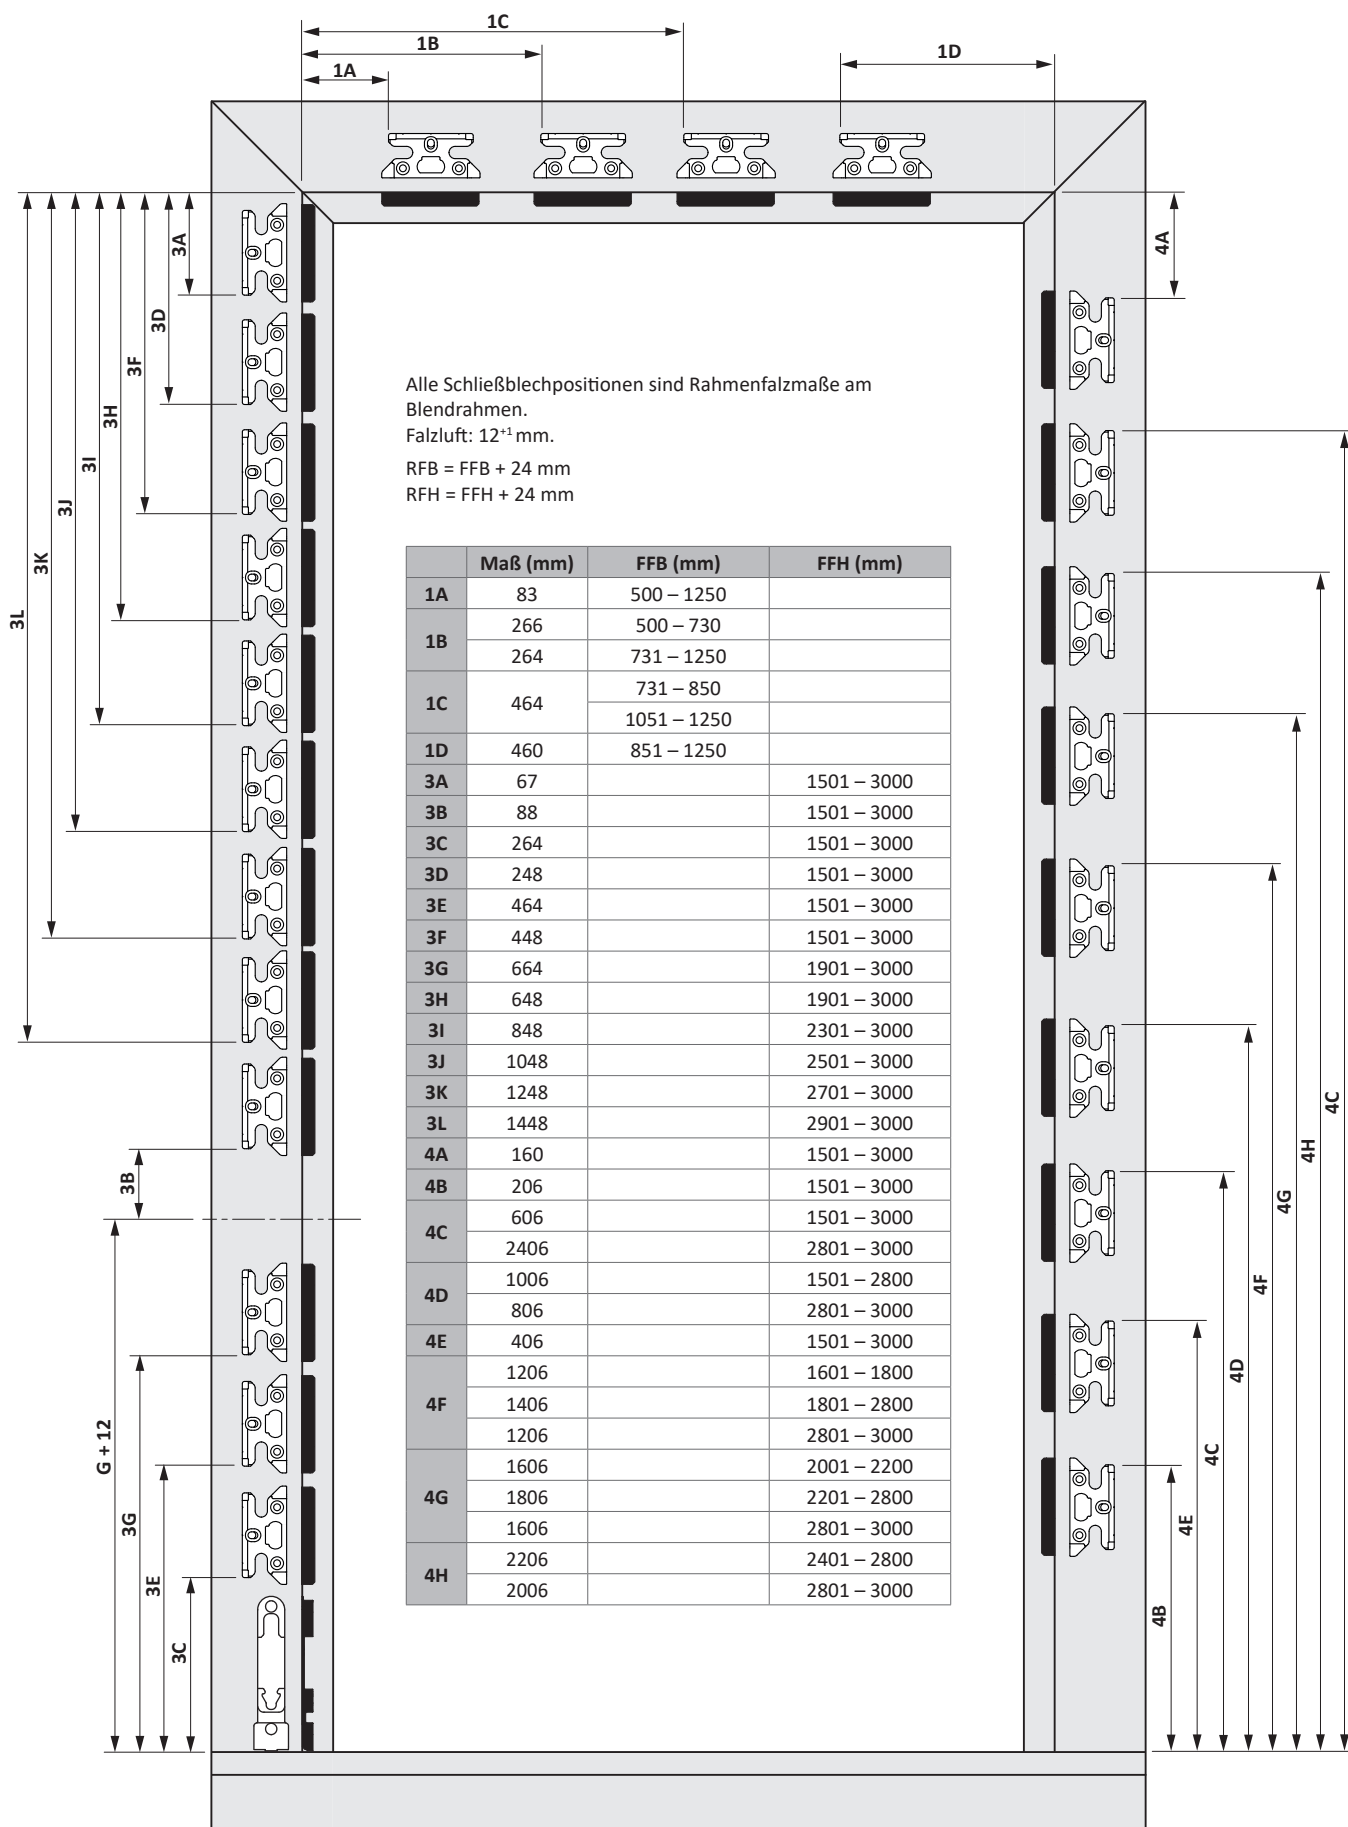 1C
1B
1A
1D
3A
3D
3F
3H
3I
3J
3K
3L
4A
Alle Schließblechpositionen sind Rahmenfalzmaße am
Blendrahmen.
Falzluft: 12⁺¹ mm.
RFB = FFB + 24 mm
RFH = FFH + 24 mm
Maß (mm) FFB (mm) FFH (mm)
1A 83 500 – 1250
1B 266 500 – 730
264 731 – 1250
1C 464 731 – 850
1051 – 1250
1D 460 851 – 1250
3A 67 1501 – 3000
3B 88 1501 – 3000
3C 264 1501 – 3000
3D 248 1501 – 3000
3E 464 1501 – 3000
3F 448 1501 – 3000
3G 664 1901 – 3000
3H 648 1901 – 3000
3I 848 2301 – 3000
3J 1048 2501 – 3000
3K 1248 2701 – 3000
3L 1448 2901 – 3000
4A 160 1501 – 3000
4B 206 1501 – 3000
4C 606 1501 – 3000
2406 2801 – 3000
4D 1006 1501 – 2800
806 2801 – 3000
4E 406 1501 – 3000
4F 1206 1601 – 1800
1406 1801 – 2800
1206 2801 – 3000
4G 1606 2001 – 2200
1806 2201 – 2800
1606 2801 – 3000
4H 2206 2401 – 2800
2006 2801 – 3000
3B
G + 12
3G
3E
3C
4C
4H
4G
4F
4D
4C
4E
4B